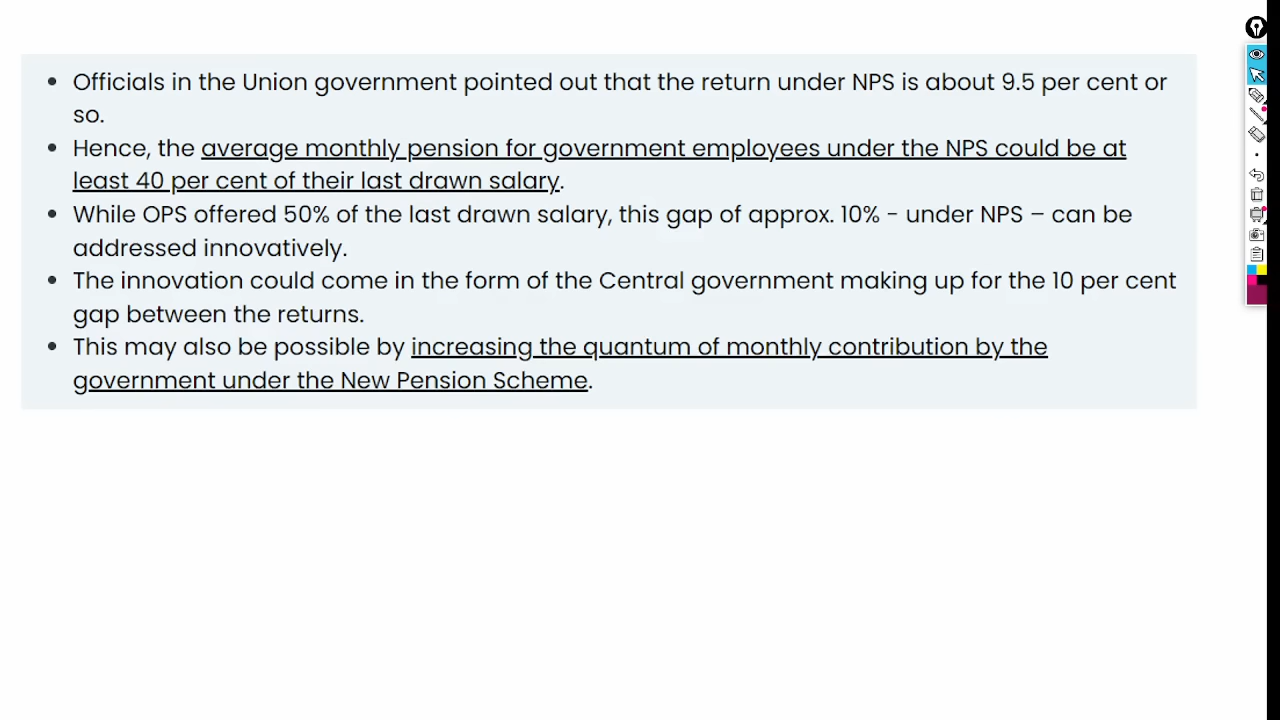 • Officials in the Union government pointed out that the return under NPS is about 9.5 per cent or
so.
• Hence, the average monthly pension for government employees under the NPS could be at
least 40 per cent of their last drawn salary.
• While OPS offered 50% of the last drawn salary, this gap of approx. 10% - under NPS – can be
addressed innovatively.
• The innovation could come in the form of the Central government making up for the 10 per cent
gap between the returns.
• This may also be possible by increasing the quantum of monthly contribution by the
government under the New Pension Scheme.